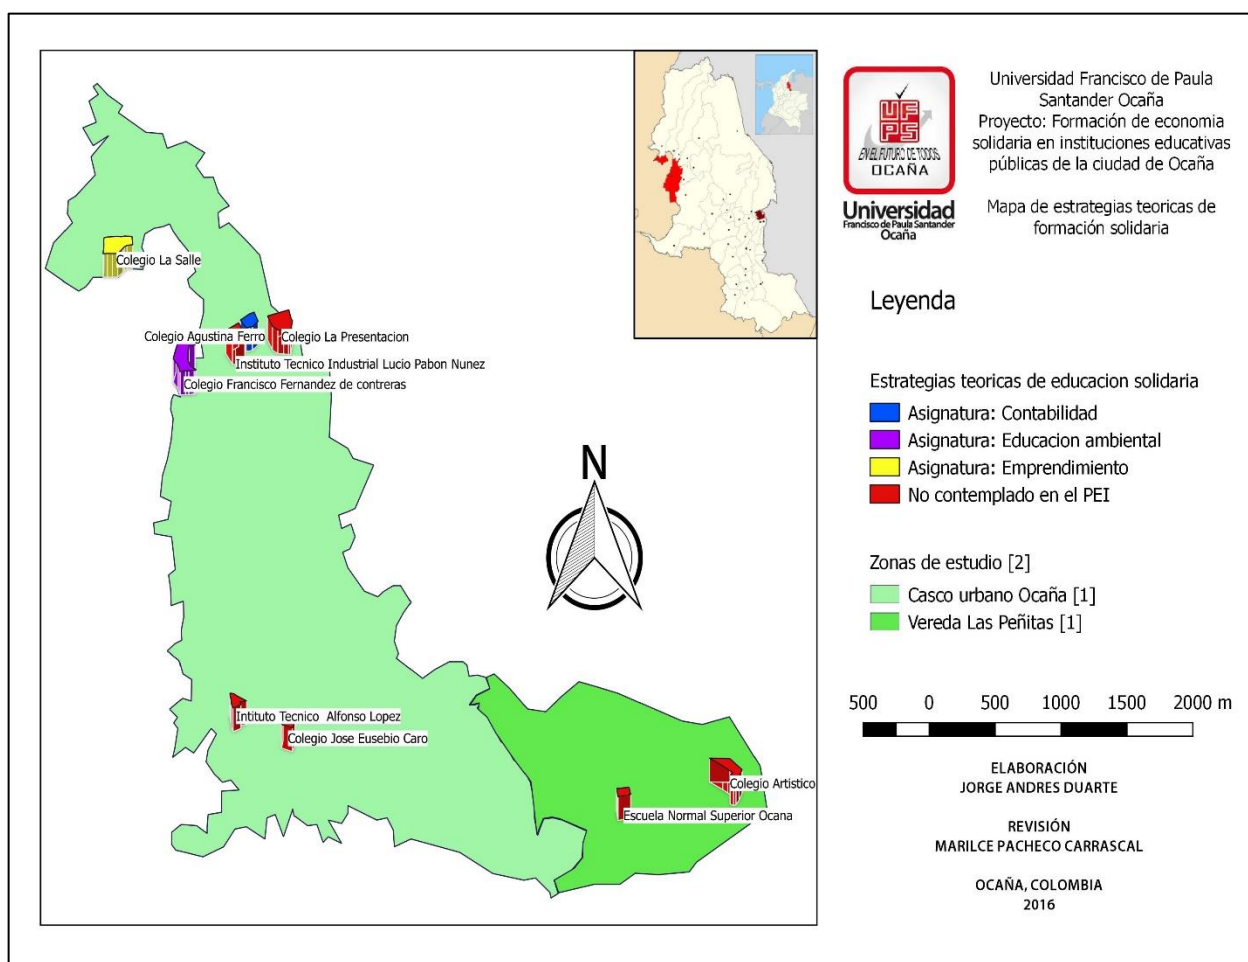 UFPS
EN EL FUTURO DE TODOS
OCAÑA
Universidad
Francisco de Paula Santander
Ocaña
Universidad Francisco de Paula
Santander Ocaña
Proyecto: Formación de economia
solidaria en instituciones educativas
públicas de la ciudad de Ocaña
Mapa de estrategias teoricas de
formación solidaria
Colegio La Salle
Colegio Agustina Ferro
Colegio La Presentacion
Instituto Tecnico Industrial Lucio Pabon Nunez
Colegio Francisco Fernandez de contreras
N
Intituto Tecnico Alfonso Lopez
Colegio Jose Eusebio Caro
Colegio Artistico
Escuela Normal Superior Ocana
Leyenda
Estrategias teoricas de educacion solidaria
Asignatura: Contabilidad
Asignatura: Educacion ambiental
Asignatura: Emprendimiento
No contemplado en el PEI
Zonas de estudio [2]
Casco urbano Ocaña [1]
Vereda Las Peñitas [1]
500 0 500 1000 1500 2000 m
ELABORACIÓN
JORGE ANDRES DUARTE
REVISIÓN
MARILCE PACHECO CARRASCAL
OCAÑA, COLOMBIA
2016